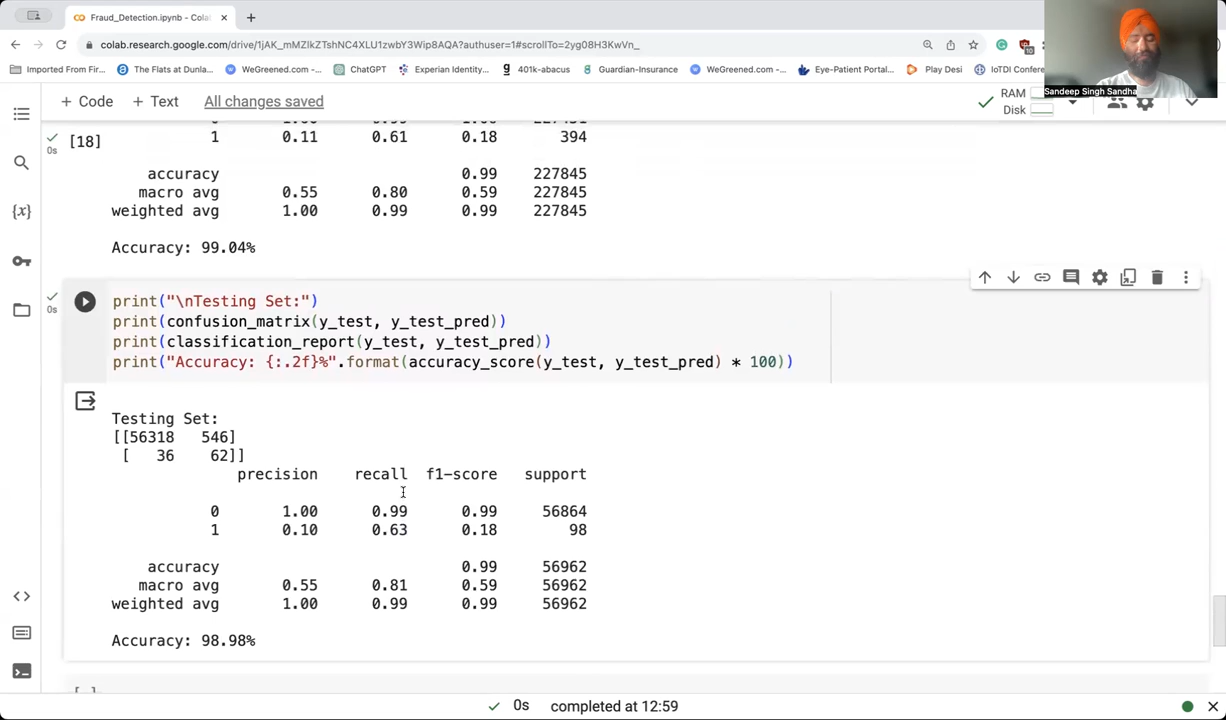 Fraud_Detection.ipynb - Colab
colab.research.google.com/drive/1jAK_mMZlkZTshNC4XLU1zwbY3Wip8AQA?authuser=1#scrollTo=2yg08H3KwVn_
Imported From Fir... The Flats at Dunla... WeGreened.com -... ChatGPT Experian Identity... 401k-abacus Guardian-Insurance WeGreened.com -... Eye-Patient Portal... Play Desi IoTDI Confere
Sandeep Singh Sandha
+ Code + Text All changes saved RAM
Disk
[18] 1 0.11 0.61 0.18 394
0s
accuracy 0.99 227845
macro avg 0.55 0.80 0.59 227845
weighted avg 1.00 0.99 0.99 227845
Accuracy: 99.04%
print("\nTesting Set:")
0s
print(confusion_matrix(y_test, y_test_pred))
print(classification_report(y_test, y_test_pred))
print("Accuracy: {:.2f}%".format(accuracy_score(y_test, y_test_pred) * 100))
Testing Set:
[[56318 546]
[ 36 62]]
precision recall f1-score support
0 1.00 0.99 0.99 56864
1 0.10 0.63 0.18 98
accuracy 0.99 56962
macro avg 0.55 0.81 0.59 56962
weighted avg 1.00 0.99 0.99 56962
Accuracy: 98.98%
0s completed at 12:59